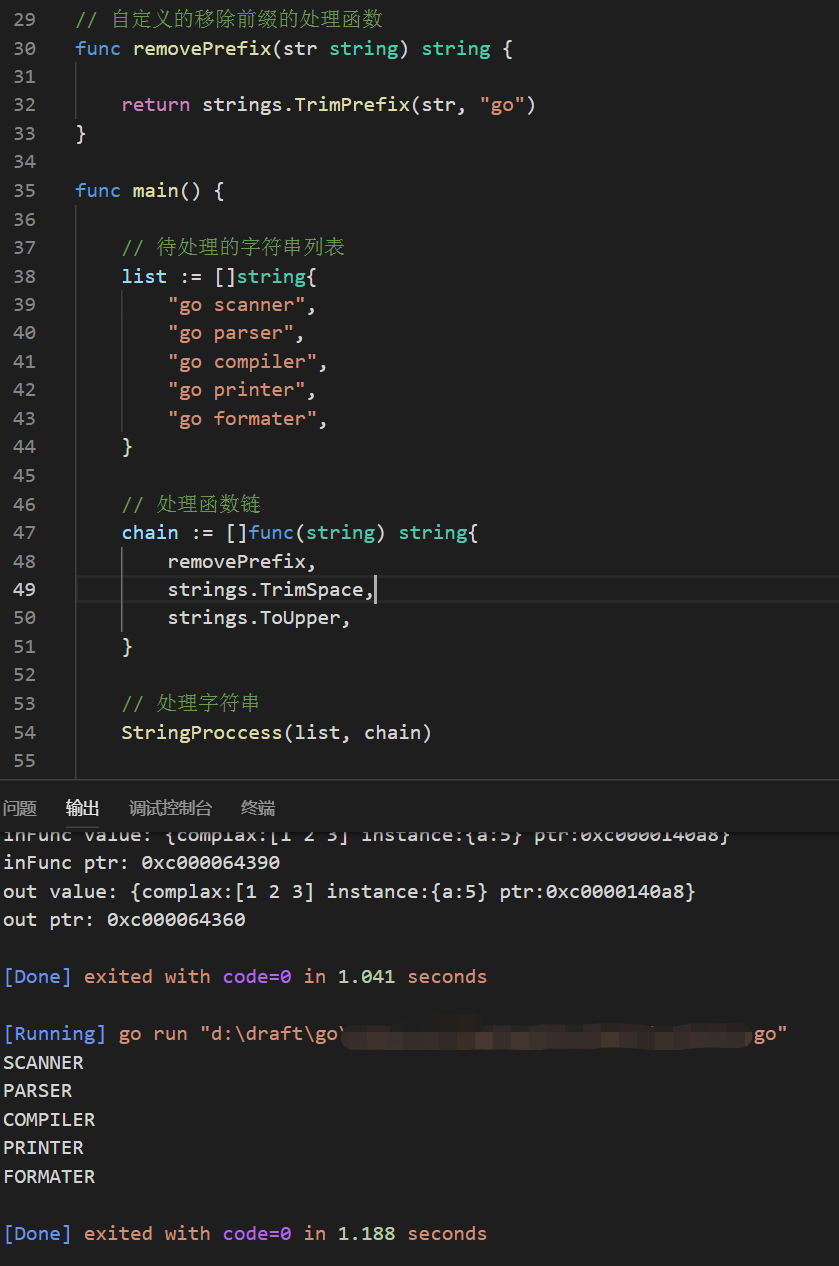 29 // 自定义的移除前缀的处理函数
30 func removePrefix(str string) string {
31
32 return strings.TrimPrefix(str, "go")
33 }
34
35 func main() {
36
37 // 待处理的字符串列表
38 list := []string{
39 "go scanner",
40 "go parser",
41 "go compiler",
42 "go printer",
43 "go formater",
44 }
45
46 // 处理函数链
47 chain := []func(string) string{
48 removePrefix,
49 strings.TrimSpace,
50 strings.ToUpper,
51 }
52
53 // 处理字符串
54 StringProccess(list, chain)
55
问题 输出 调试控制台 终端
inFunc value: {complax:[1 2 3] instance:{a:5} ptr:0xc0000140a8}
inFunc ptr: 0xc000064390
out value: {complax:[1 2 3] instance:{a:5} ptr:0xc0000140a8}
out ptr: 0xc000064360
[Done] exited with code=0 in 1.041 seconds
[Running] go run "d:\draft\go\ go"
SCANNER
PARSER
COMPILER
PRINTER
FORMATER
[Done] exited with code=0 in 1.188 seconds